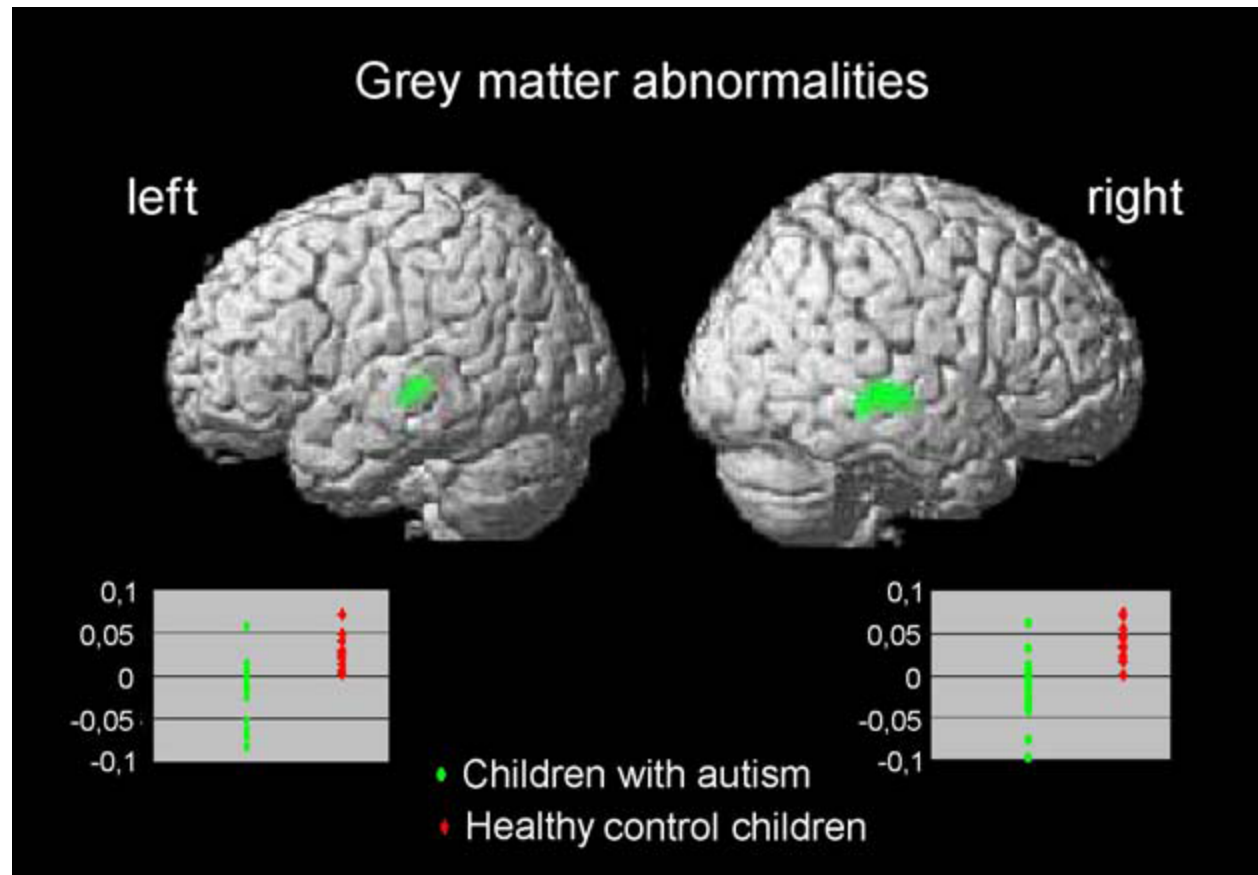 Grey matter abnormalities
left
right
0,1
0,05
0
-0,05
-0,1
0,1
0,05
0
-0,05
-0,1
Children with autism
Healthy control children